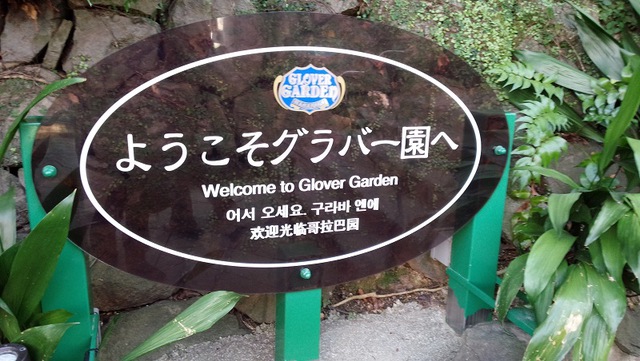 GLOVER
GARDEN
ようこそグラバー園へ
Welcome to Glover Garden
어서 오세요. 구라바 엔에
欢迎光临哥拉巴园